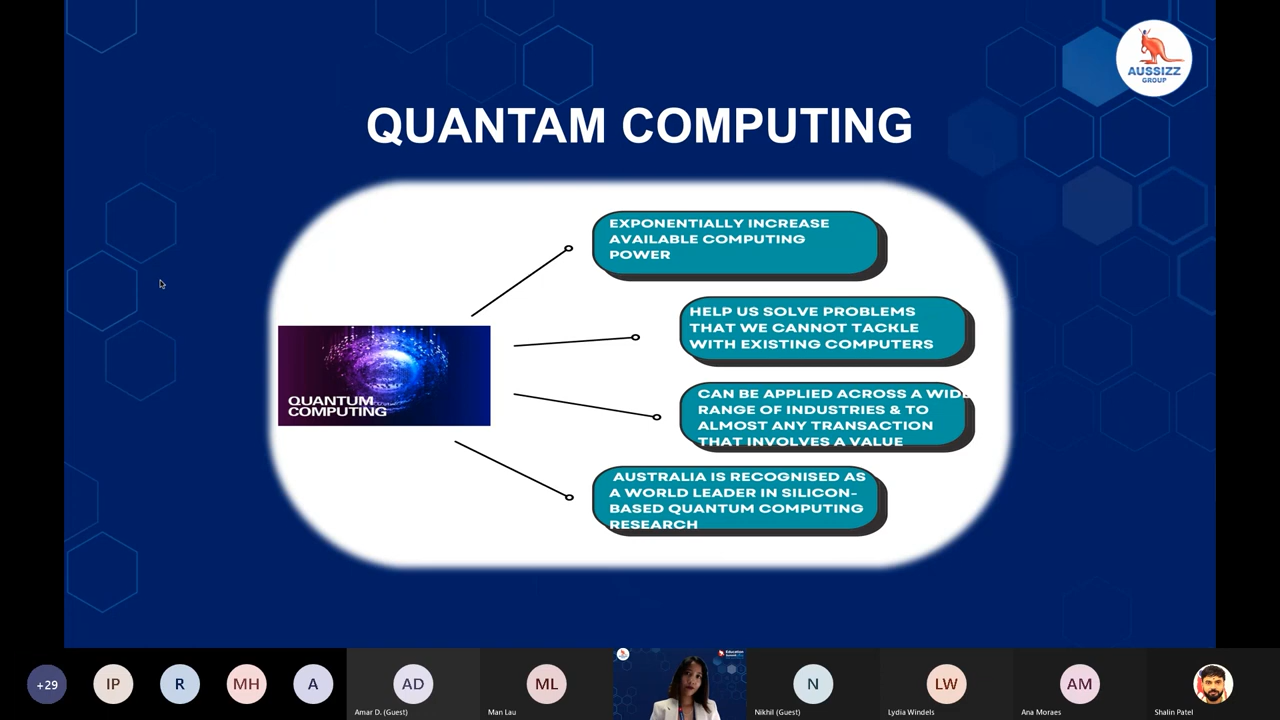 AUSSIZZ
GROUP
QUANTAM COMPUTING
EXPONENTIALLY INCREASE
AVAILABLE COMPUTING
POWER
HELP US SOLVE PROBLEMS
THAT WE CANNOT TACKLE
WITH EXISTING COMPUTERS
QUANTUM
COMPUTING
CAN BE APPLIED ACROSS A WIDE
RANGE OF INDUSTRIES & TO
ALMOST ANY TRANSACTION
THAT INVOLVES A VALUE
AUSTRALIA IS RECOGNISED AS
A WORLD LEADER IN SILICON-
BASED QUANTUM COMPUTING
RESEARCH
+29
IP
R
MH
A
AD
Amar D. (Guest)
ML
Man Lau
Education
N
Nikhil (Guest)
LW
Lydia Windels
AM
Ana Moraes
Shalin Patel